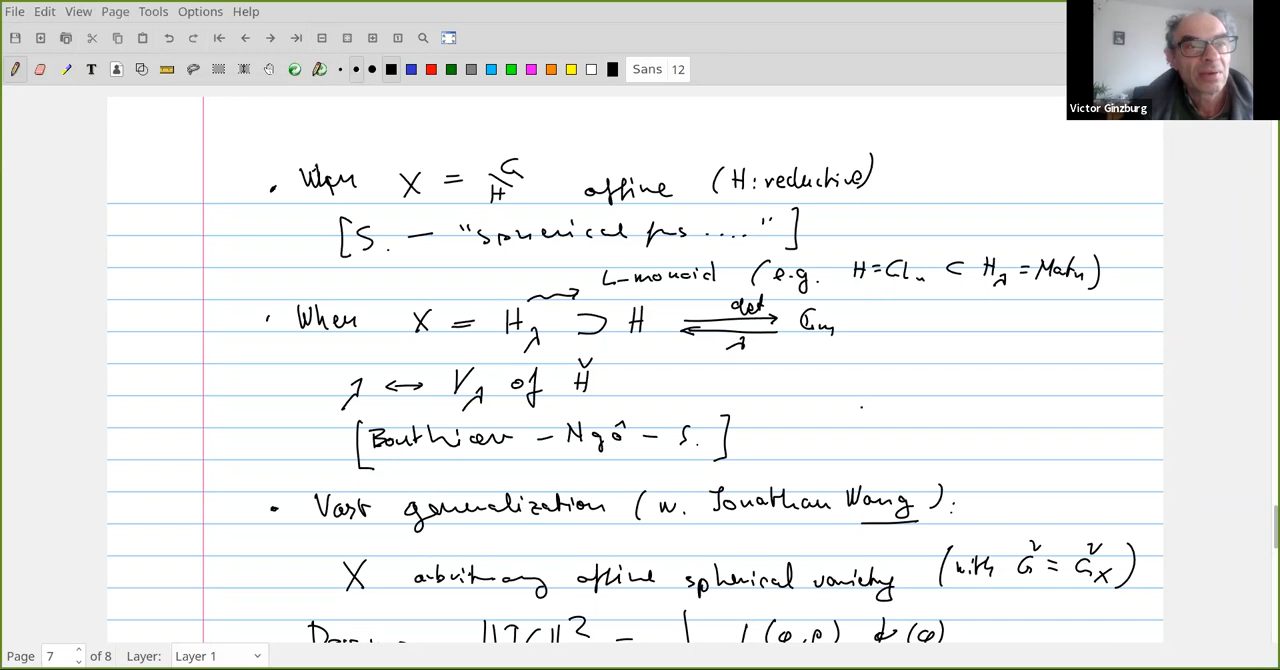 File Edit View Page Tools Options Help
Sans 12
Victor Ginzburg
• When X = H\G affine (H: reductive)
[S. — "Spherical fns ...."]
L-monoid (e.g. H = GLn ⊂ Hλ = Matn)
• When X = Hλ ⊃ H ⇄ Gm
det
λ
λ ↔ Vλ of Ȟ
[Bouthier – Ngô – S.]
• Vast generalization (w. Jonathan Wang):
X arbitrary affine spherical variety (with Ǧ = ǦX)
Page 7 of 8 Layer: Layer 1